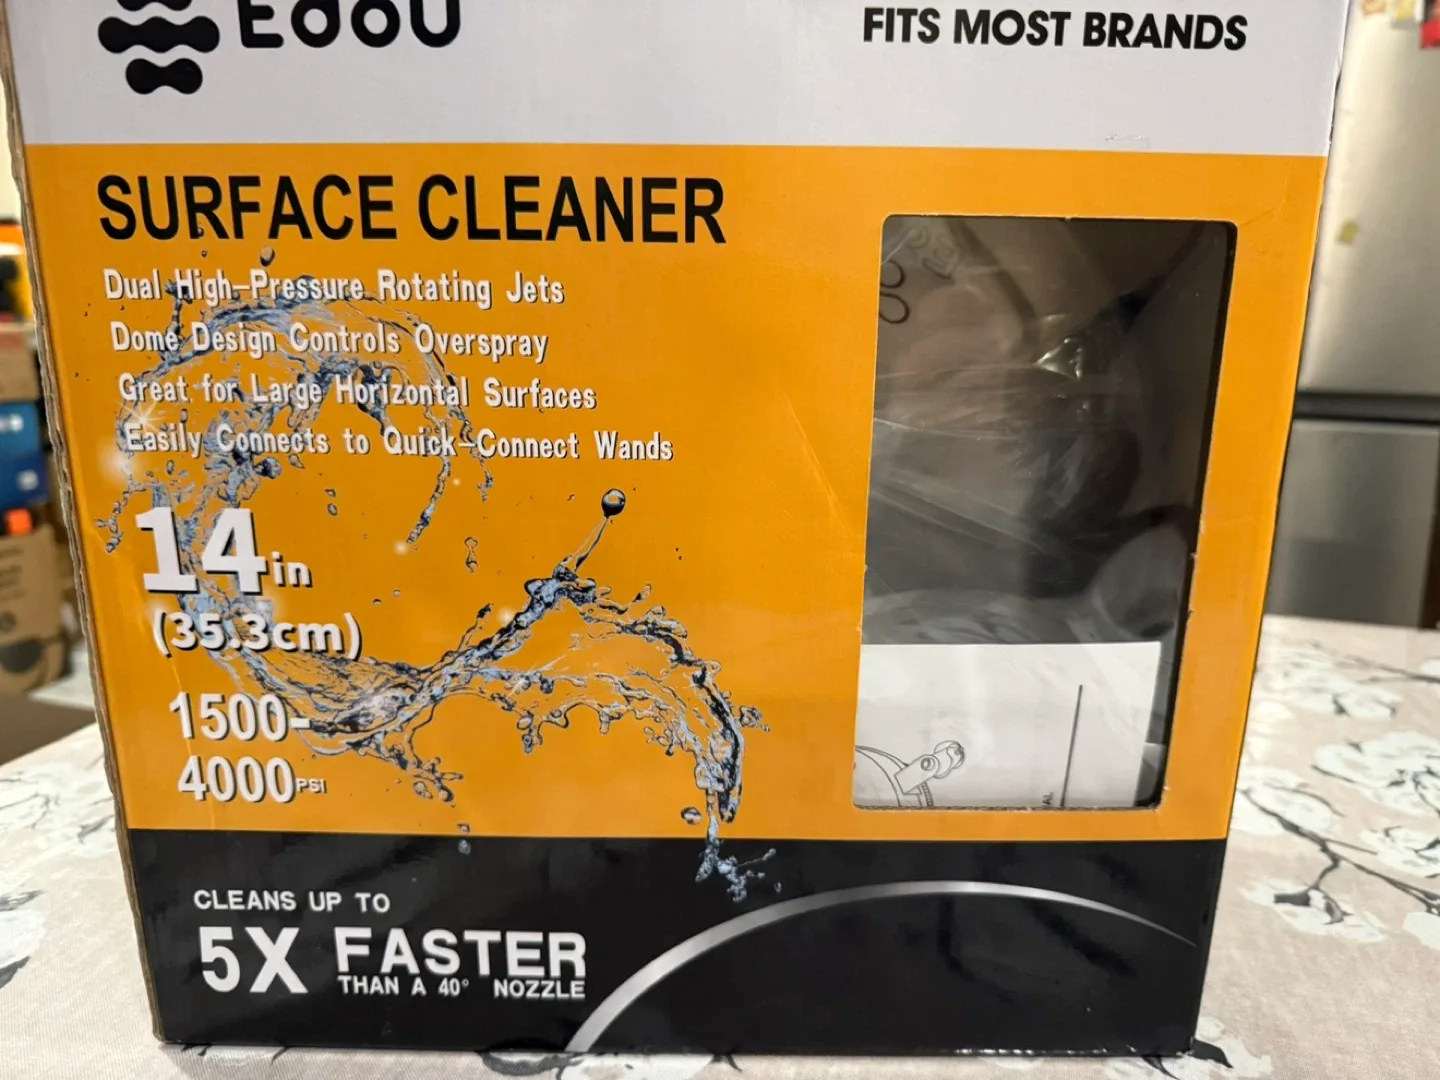 EdoU
FITS MOST BRANDS
SURFACE CLEANER
Dual High-Pressure Rotating Jets
Dome Design Controls Overspray
Great for Large Horizontal Surfaces
Easily Connects to Quick-Connect Wands
14in
(35.3cm)
1500-
4000PSI
CLEANS UP TO
5X FASTER
THAN A 40° NOZZLE